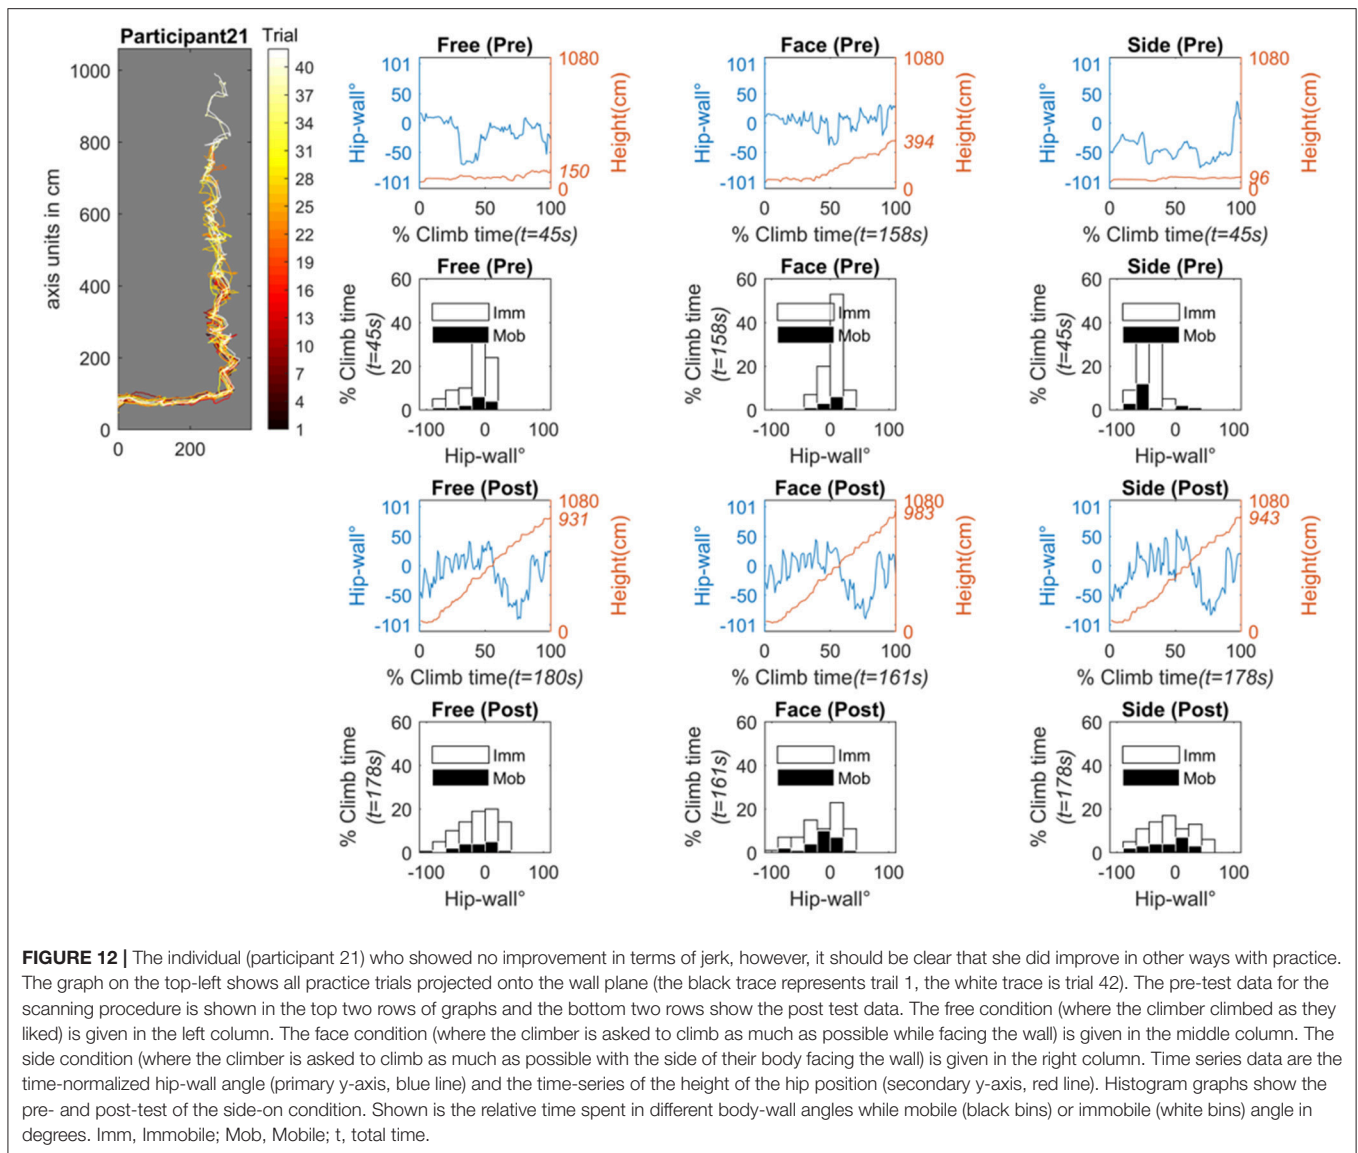 Participant21 Trial
1000
800
600
400
200
0
0 200
axis units in cm
40
37
34
31
28
25
22
19
16
13
10
7
4
1
Free (Pre)
101
50
0
-50
-101
Hip-wall°
1080
150
0
Height(cm)
0 50 100
% Climb time(t=45s)
Face (Pre)
101
50
0
-50
-101
Hip-wall°
1080
394
0
Height(cm)
0 50 100
% Climb time(t=158s)
Side (Pre)
101
50
0
-50
-101
Hip-wall°
1080
96
0
Height(cm)
0 50 100
% Climb time(t=45s)
Free (Pre)
60
40
20
0
% Climb time
(t=45s)
Imm
Mob
-100 0 100
Hip-wall°
Face (Pre)
60
40
20
0
% Climb time
(t=158s)
Imm
Mob
-100 0 100
Hip-wall°
Side (Pre)
60
40
20
0
% Climb time
(t=45s)
Imm
Mob
-100 0 100
Hip-wall°
Free (Post)
101
50
0
-50
-101
Hip-wall°
1080
931
0
Height(cm)
0 50 100
% Climb time(t=180s)
Face (Post)
101
50
0
-50
-101
Hip-wall°
1080
983
0
Height(cm)
0 50 100
% Climb time(t=161s)
Side (Post)
101
50
0
-50
-101
Hip-wall°
1080
943
0
Height(cm)
0 50 100
% Climb time(t=178s)
Free (Post)
60
40
20
0
% Climb time
(t=178s)
Imm
Mob
-100 0 100
Hip-wall°
Face (Post)
60
40
20
0
% Climb time
(t=161s)
Imm
Mob
-100 0 100
Hip-wall°
Side (Post)
60
40
20
0
% Climb time
(t=178s)
Imm
Mob
-100 0 100
Hip-wall°
FIGURE 12 | The individual (participant 21) who showed no improvement in terms of jerk, however, it should be clear that she did improve in other ways with practice.
The graph on the top-left shows all practice trials projected onto the wall plane (the black trace represents trail 1, the white trace is trial 42). The pre-test data for the
scanning procedure is shown in the top two rows of graphs and the bottom two rows show the post test data. The free condition (where the climber climbed as they
liked) is given in the left column. The face condition (where the climber is asked to climb as much as possible while facing the wall) is given in the middle column. The
side condition (where the climber is asked to climb as much as possible with the side of their body facing the wall) is given in the right column. Time series data are the
time-normalized hip-wall angle (primary y-axis, blue line) and the time-series of the height of the hip position (secondary y-axis, red line). Histogram graphs show the
pre- and post-test of the side-on condition. Shown is the relative time spent in different body-wall angles while mobile (black bins) or immobile (white bins) angle in
degrees. Imm, Immobile; Mob, Mobile; t, total time.